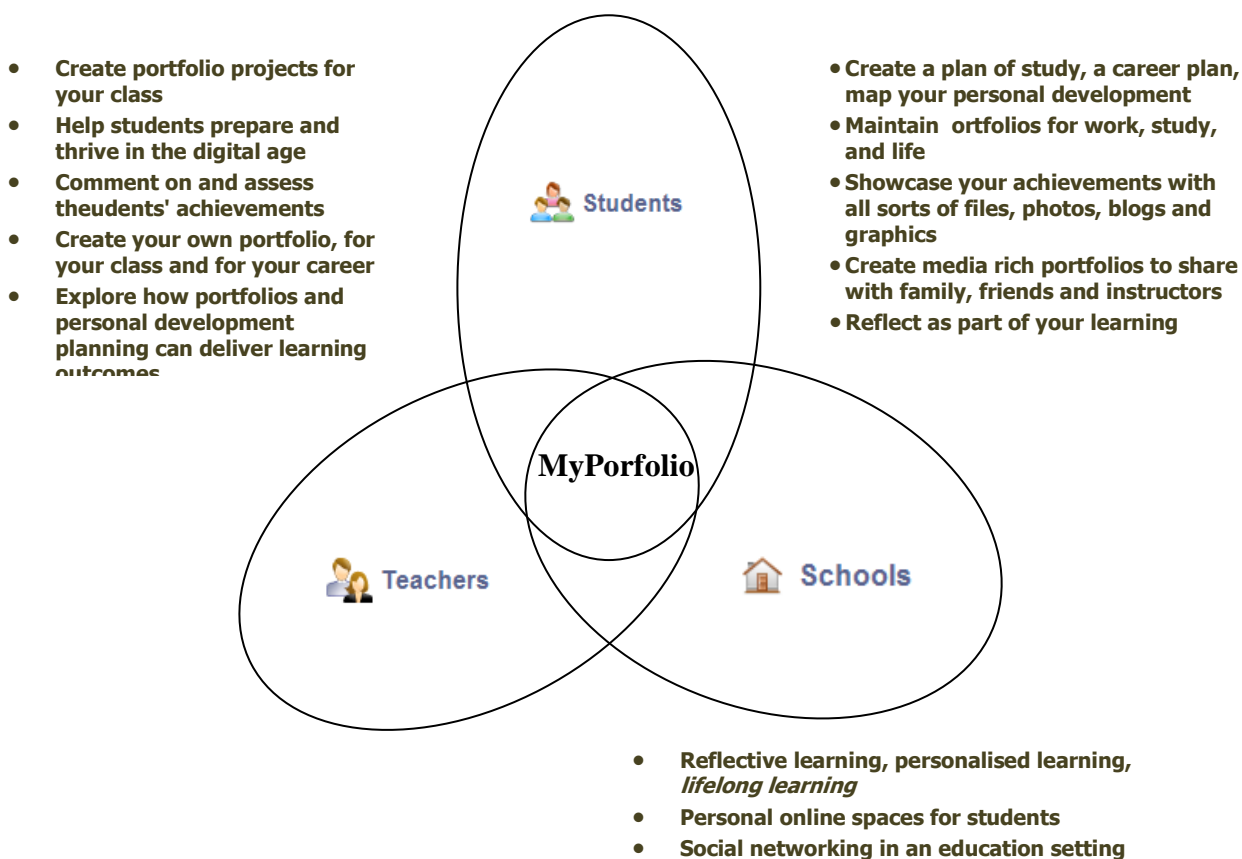 • Create portfolio projects for
your class
• Help students prepare and
thrive in the digital age
• Comment on and assess
theudents' achievements
• Create your own portfolio, for
your class and for your career
• Explore how portfolios and
personal development
planning can deliver learning
outcomes
• Create a plan of study, a career plan,
map your personal development
• Maintain ortfolios for work, study,
and life
• Showcase your achievements with
all sorts of files, photos, blogs and
graphics
• Create media rich portfolios to share
with family, friends and instructors
• Reflect as part of your learning
Students
MyPorfolio
Teachers
Schools
• Reflective learning, personalised learning,
lifelong learning
• Personal online spaces for students
• Social networking in an education setting